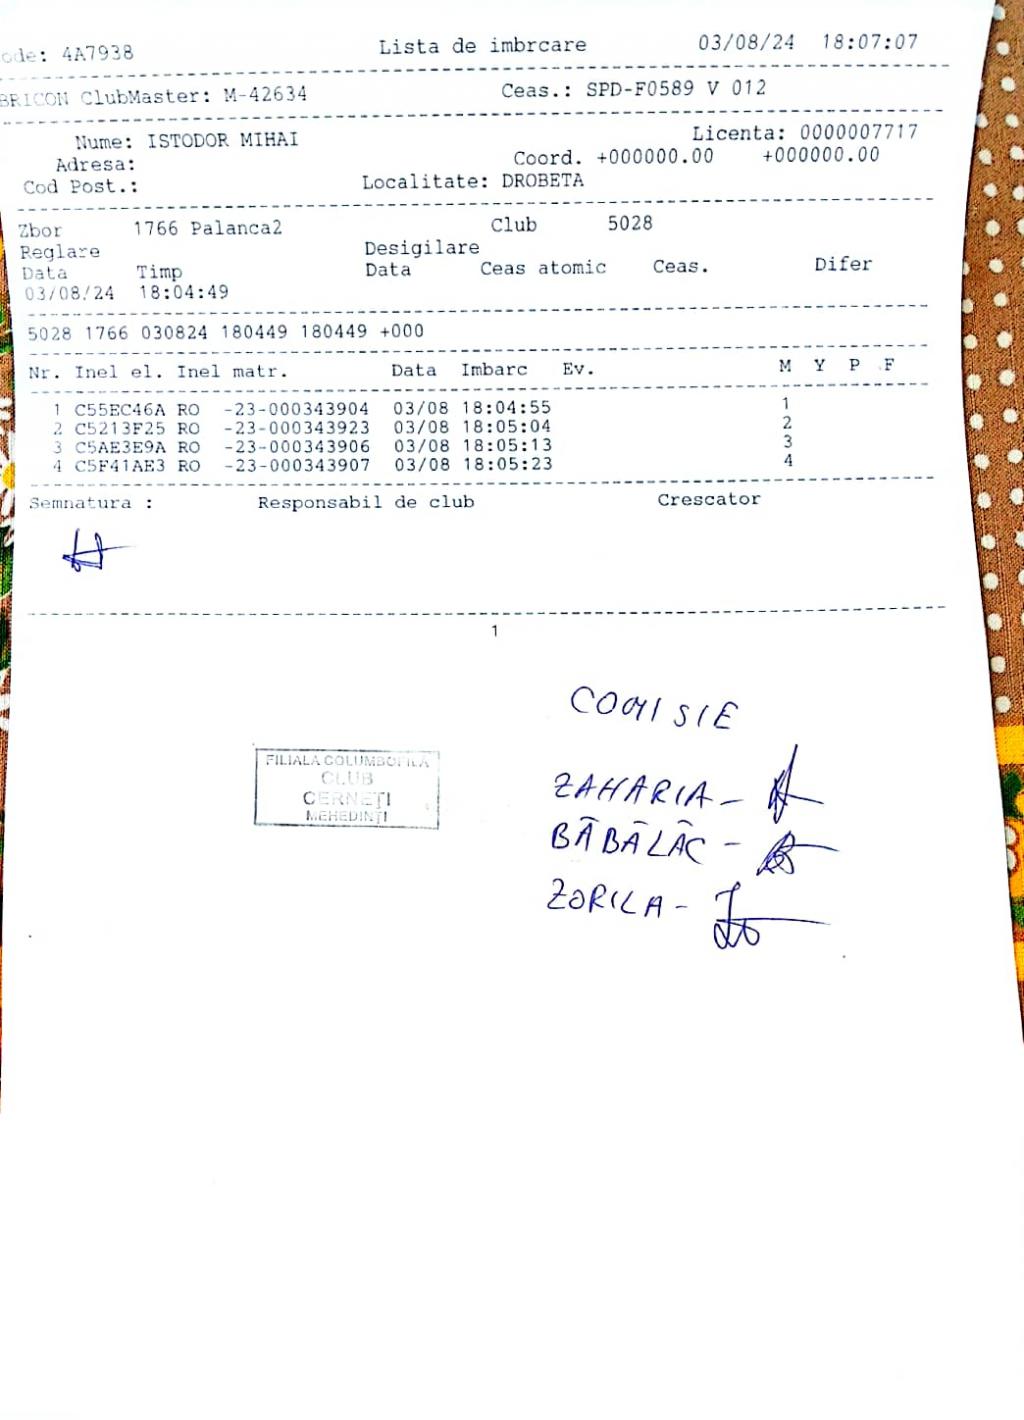 ode: 4A7938 Lista de imbrcare 03/08/24 18:07:07
BRICON ClubMaster: M-42634 Ceas.: SPD-F0589 V 012
Nume: ISTODOR MIHAI Licenta: 0000007717
Adresa: Coord. +000000.00 +000000.00
Cod Post.: Localitate: DROBETA
Zbor 1766 Palanca2 Club 5028
Reglare Desigilare
Data Timp Data Ceas atomic Ceas. Difer
03/08/24 18:04:49
5028 1766 030824 180449 180449 +000
Nr. Inel el. Inel matr. Data Imbarc Ev. M Y P F
1 C55EC46A RO -23-000343904 03/08 18:04:55 1
2 C5213F25 RO -23-000343923 03/08 18:05:04 2
3 C5AE3E9A RO -23-000343906 03/08 18:05:13 3
4 C5F41AE3 RO -23-000343907 03/08 18:05:23 4
Semnatura : Responsabil de club Crescator
1
COMISIE
FILIALA COLUMBOFILA
CLUB
CERNEȚI
MEHEDINȚI
ZAHARIA -
BĂBĂLĂC -
ZORILA -